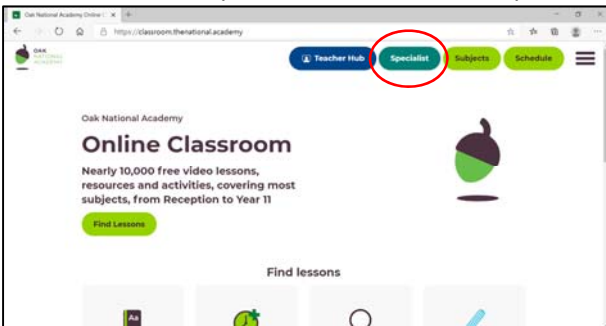 Oak National Academy Online C
https://classroom.thenational.academy
OAK
NATIONAL
ACADEMY
Teacher Hub
Specialist
Subjects
Schedule
Oak National Academy
Online Classroom
Nearly 10,000 free video lessons,
resources and activities, covering most
subjects, from Reception to Year 11
Find Lessons
Find lessons
Aa